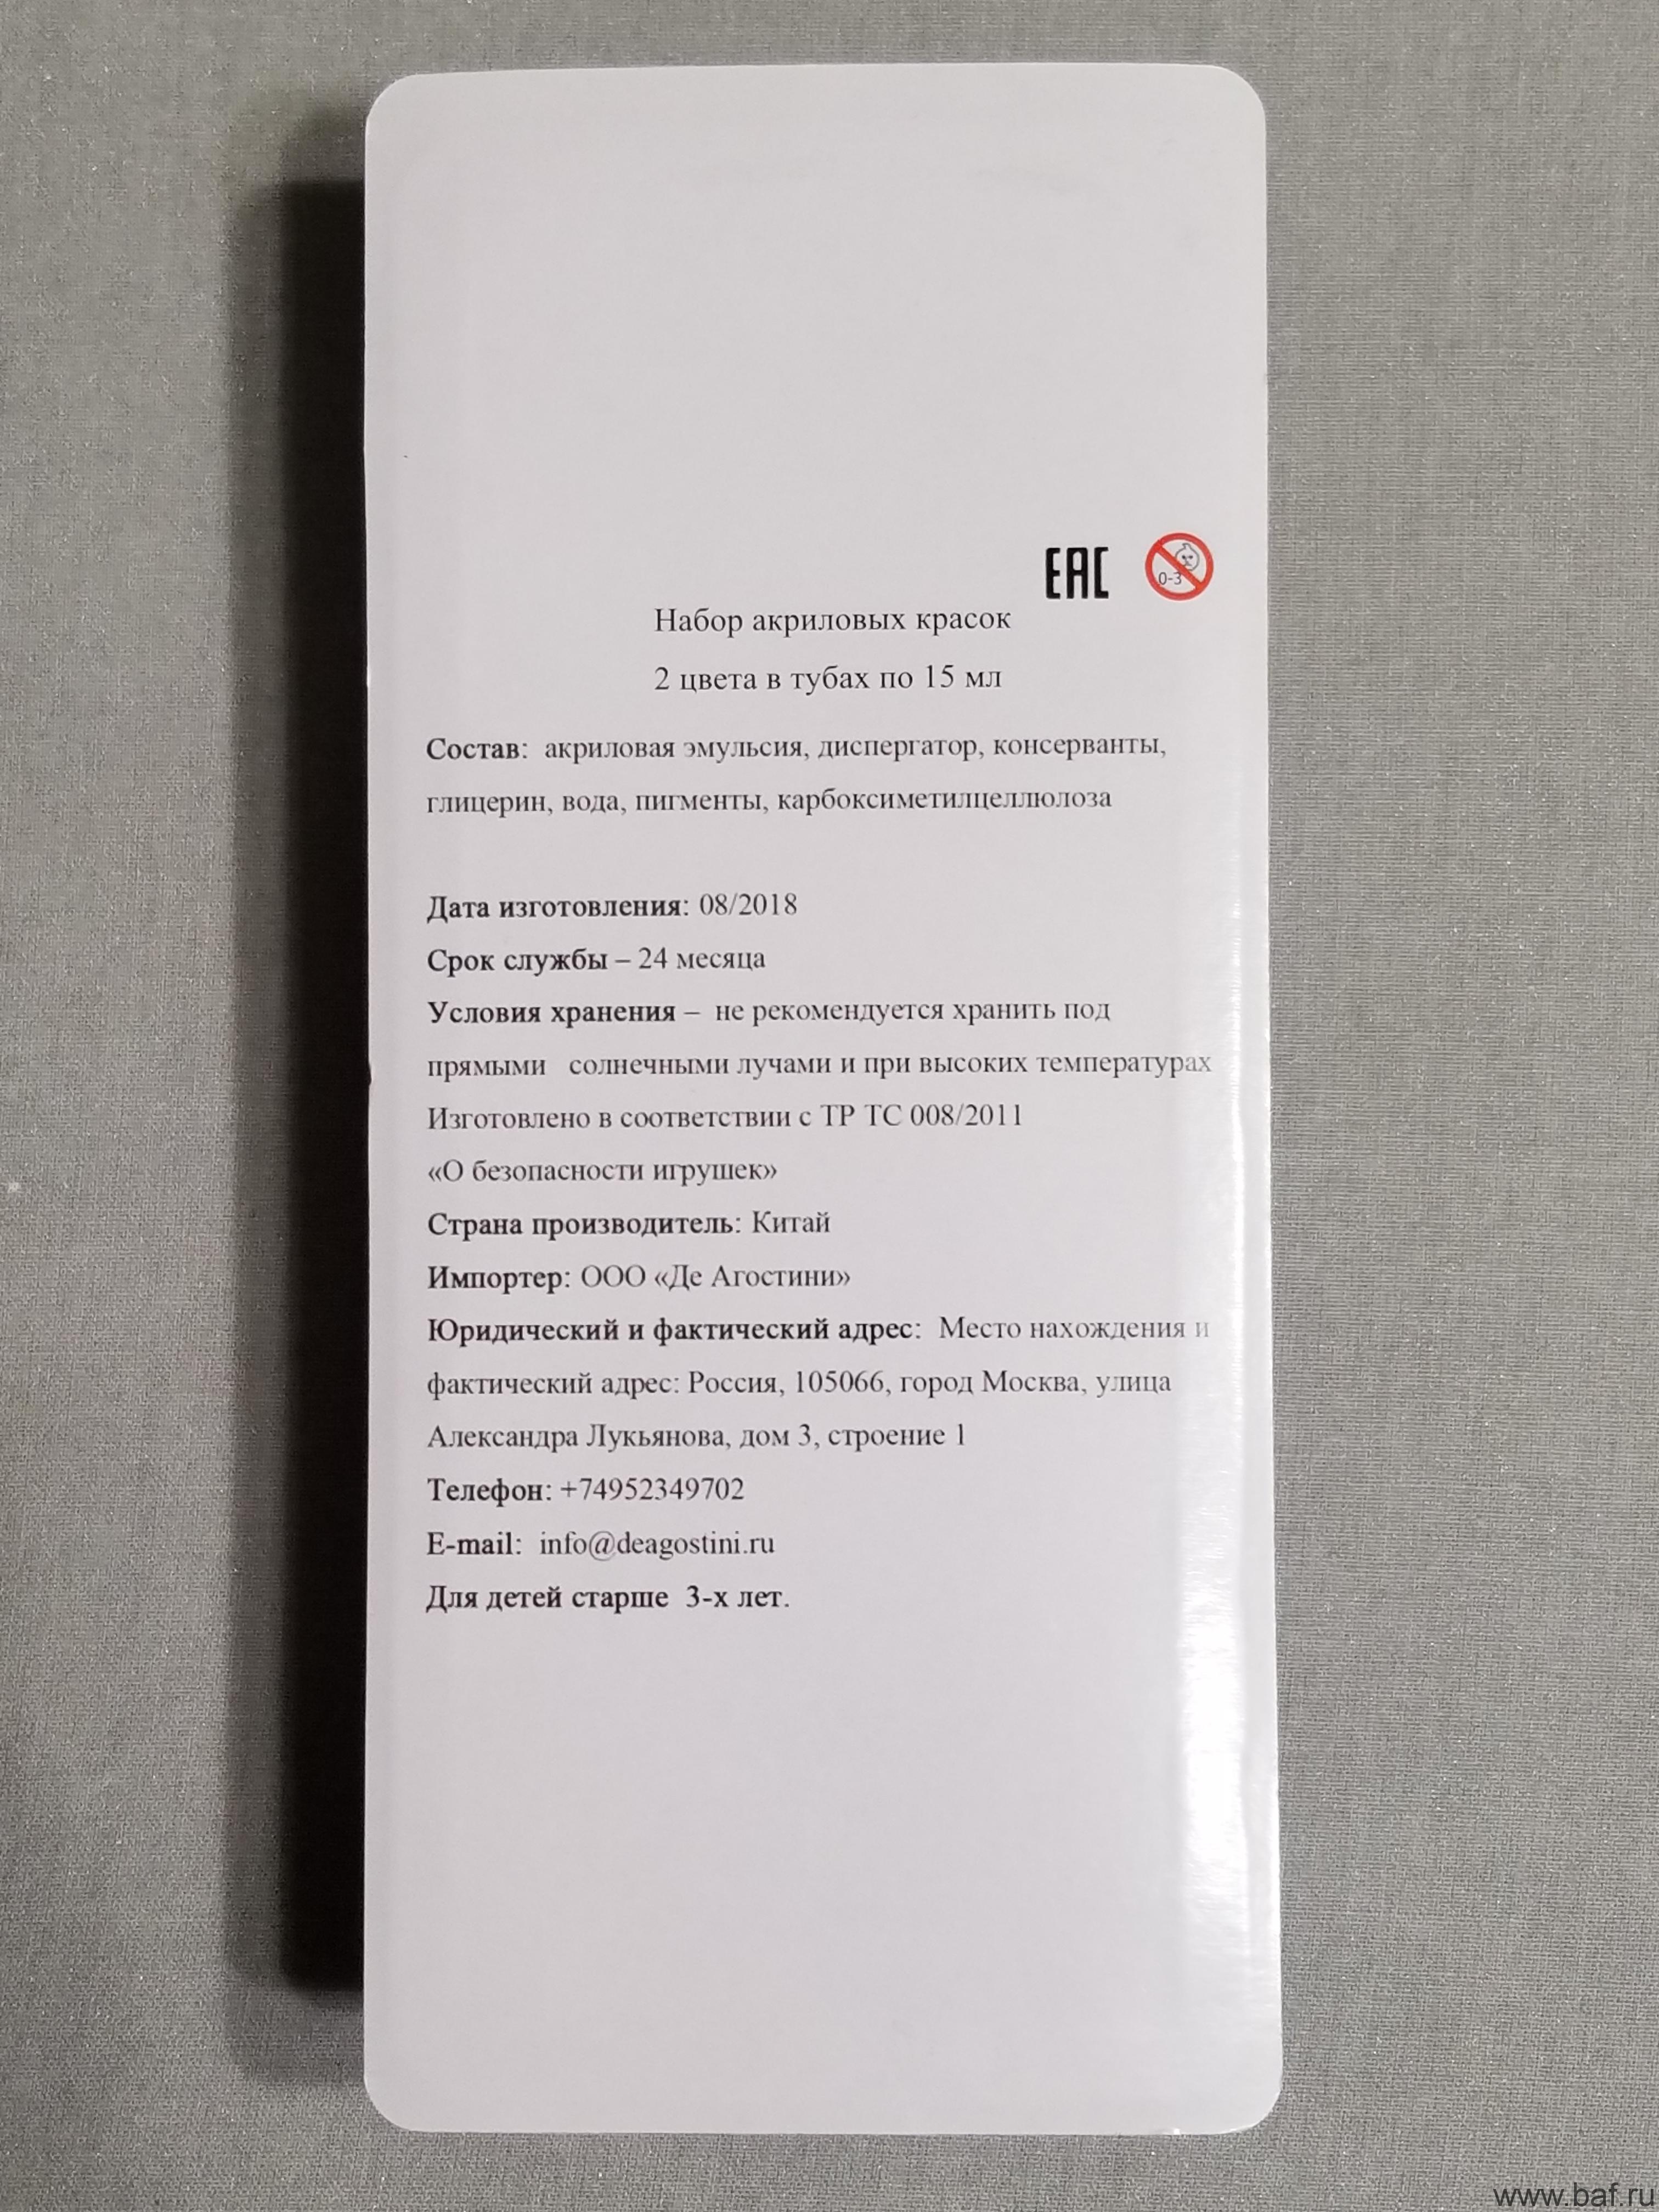 EAC
0-3
Набор акриловых красок
2 цвета в тубах по 15 мл
Состав: акриловая эмульсия, диспергатор, консерванты,
глицерин, вода, пигменты, карбоксиметилцеллюлоза
Дата изготовления: 08/2018
Срок службы – 24 месяца
Условия хранения – не рекомендуется хранить под
прямыми солнечными лучами и при высоких температурах
Изготовлено в соответствии с ТР ТС 008/2011
«О безопасности игрушек»
Страна производитель: Китай
Импортер: ООО «Де Агостини»
Юридический и фактический адрес: Место нахождения и
фактический адрес: Россия, 105066, город Москва, улица
Александра Лукьянова, дом 3, строение 1
Телефон: +74952349702
E-mail: info@deagostini.ru
Для детей старше 3-х лет.
www.baf.ru